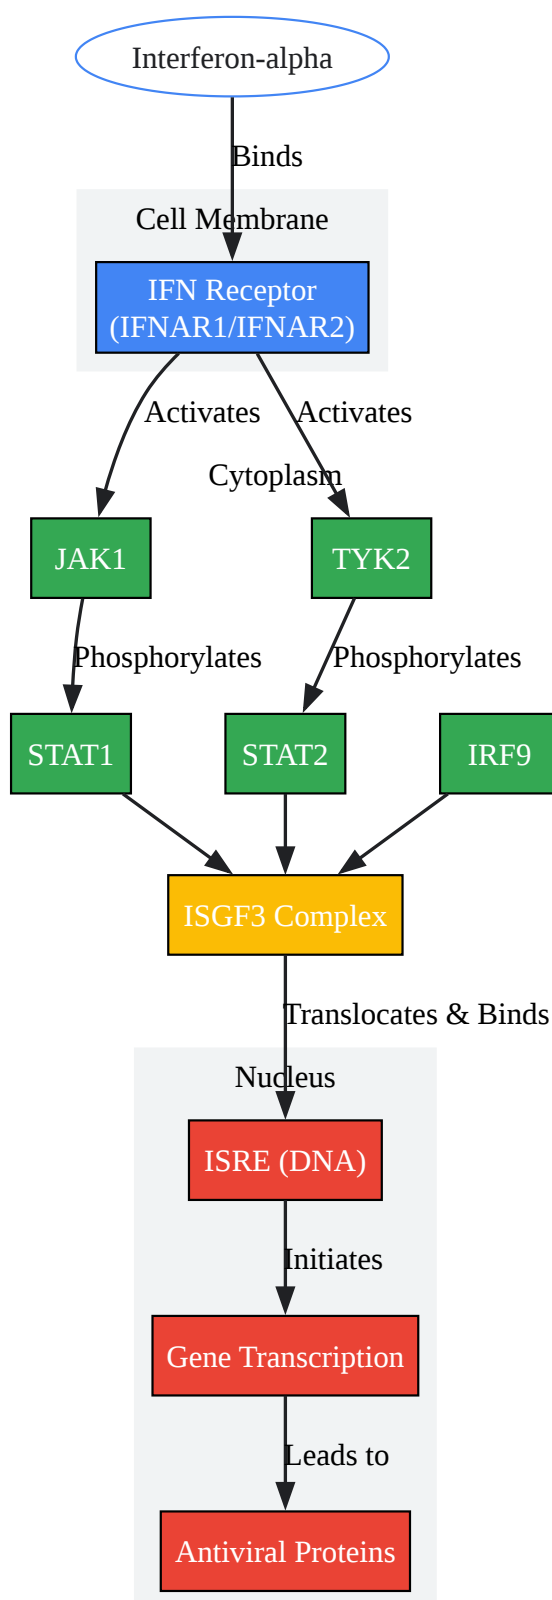 Interferon-alpha
Binds
Cell Membrane
IFN Receptor
(IFNAR1/IFNAR2)
Activates
Activates
Cytoplasm
JAK1
TYK2
Phosphorylates
Phosphorylates
STAT1
STAT2
IRF9
ISGF3 Complex
Translocates & Binds
Nucleus
ISRE (DNA)
Initiates
Gene Transcription
Leads to
Antiviral Proteins